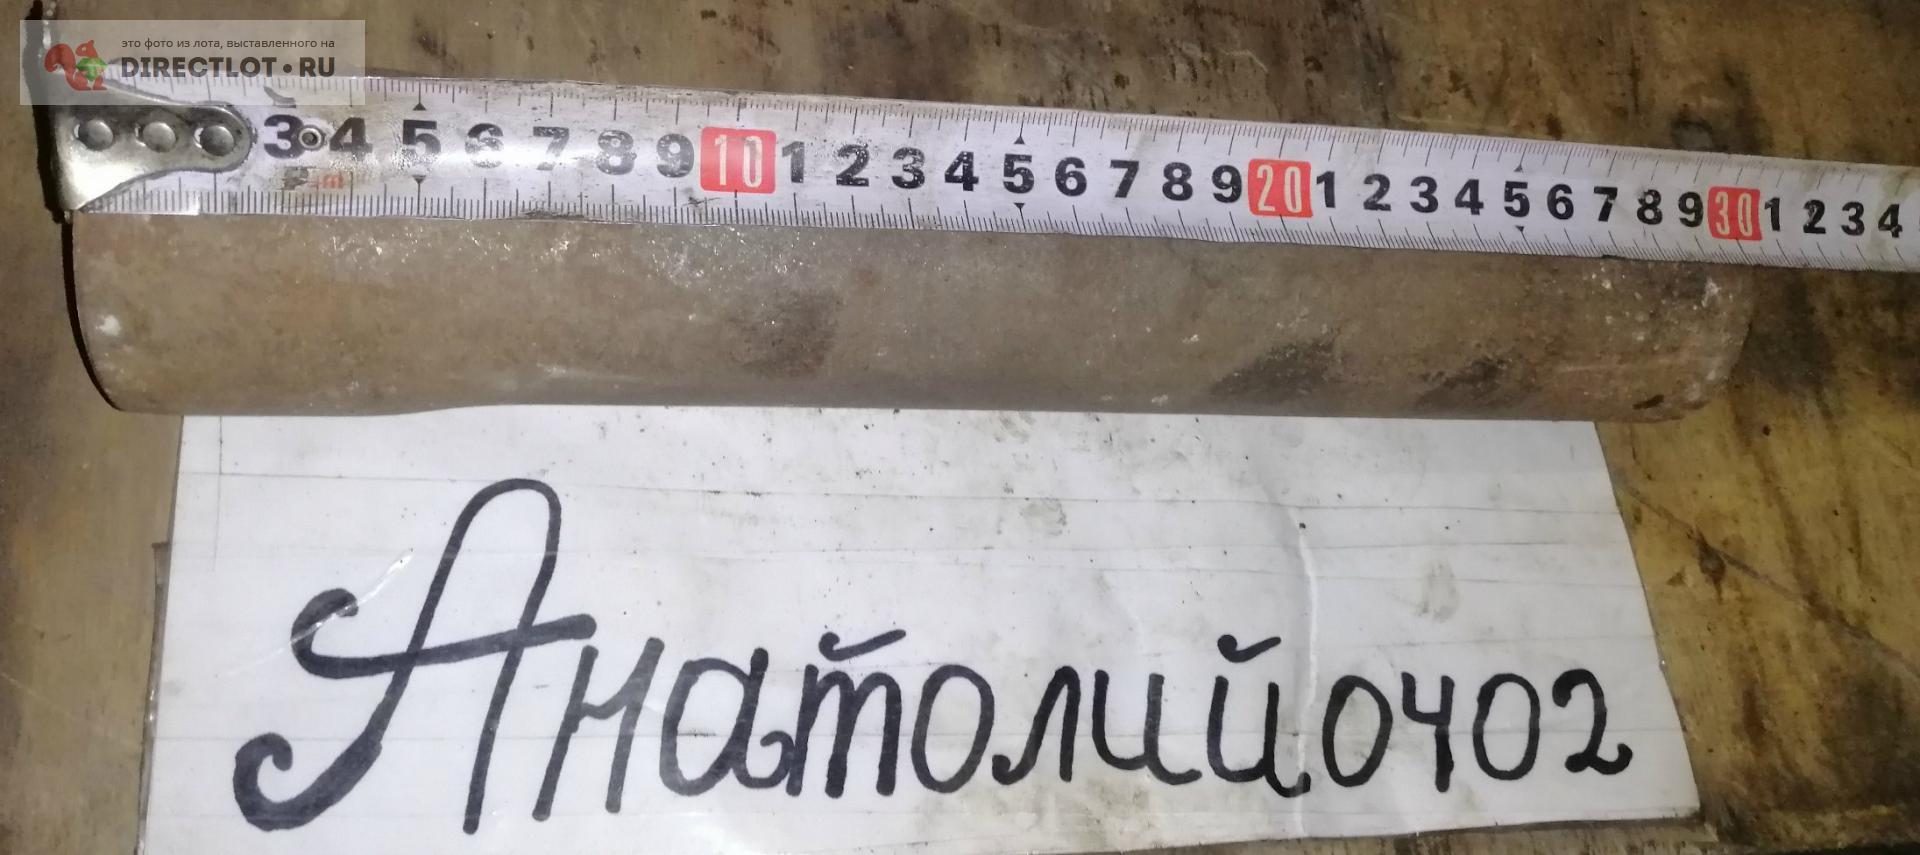 это фото из лота, выставленного на
DIRECTLOT.RU
3 4 5 6 7 8 9 10 1 2 3 4 5 6 7 8 9 20 1 2 3 4 5 6 7 8 9 30 1 2 3 4
Анатолий0402